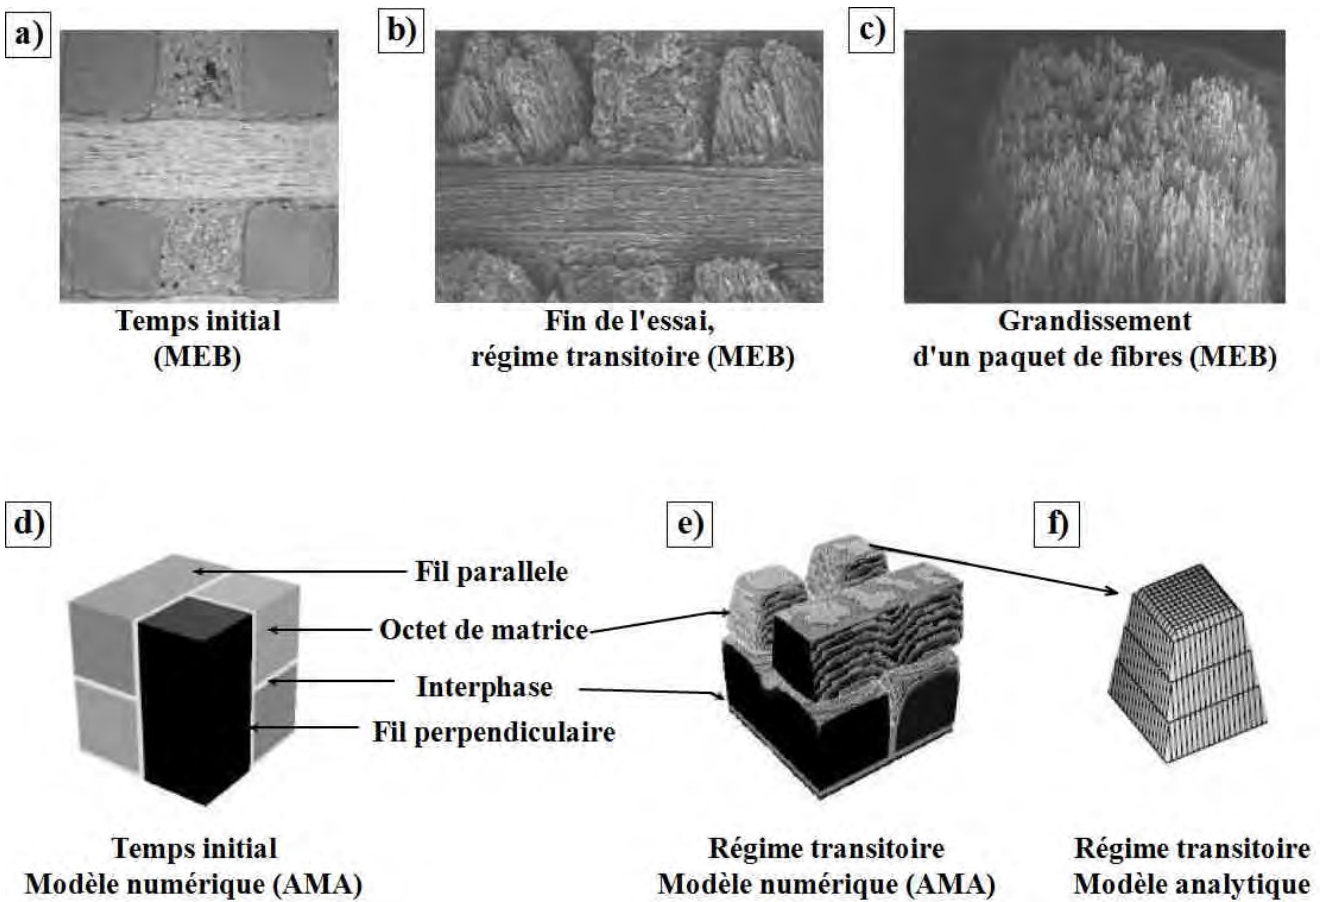 a)
b)
c)
Temps initial
(MEB)
Fin de l'essai,
régime transitoire (MEB)
Grandissement
d'un paquet de fibres (MEB)
d)
e)
f)
Fil parallele
Octet de matrice
Interphase
Fil perpendiculaire
Temps initial
Modèle numérique (AMA)
Régime transitoire
Modèle numérique (AMA)
Régime transitoire
Modèle analytique